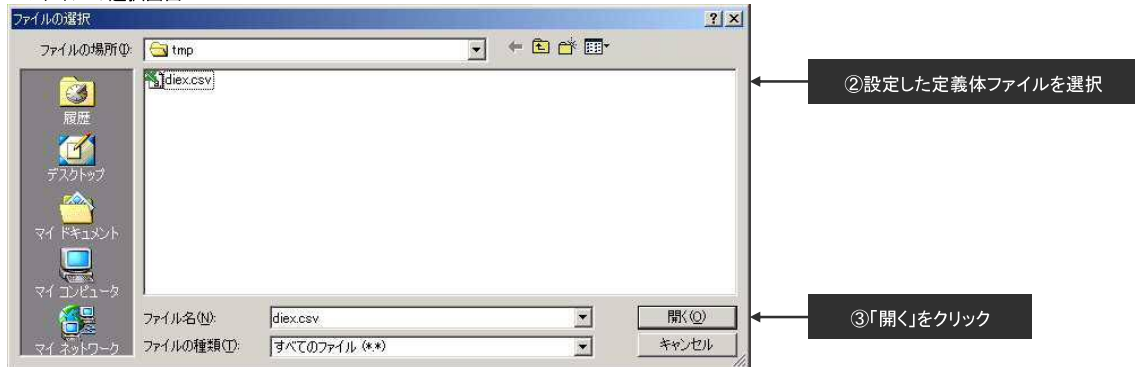 ファイルの選択
ファイルの場所(I):
tmp
diex.csv
②設定した定義体ファイルを選択
履歴
デスクトップ
マイ ドキュメント
マイ コンピュータ
マイ ネットワーク
ファイル名(N):
diex.csv
開く(O)
③「開く」をクリック
ファイルの種類(T):
すべてのファイル (*.*)
キャンセル